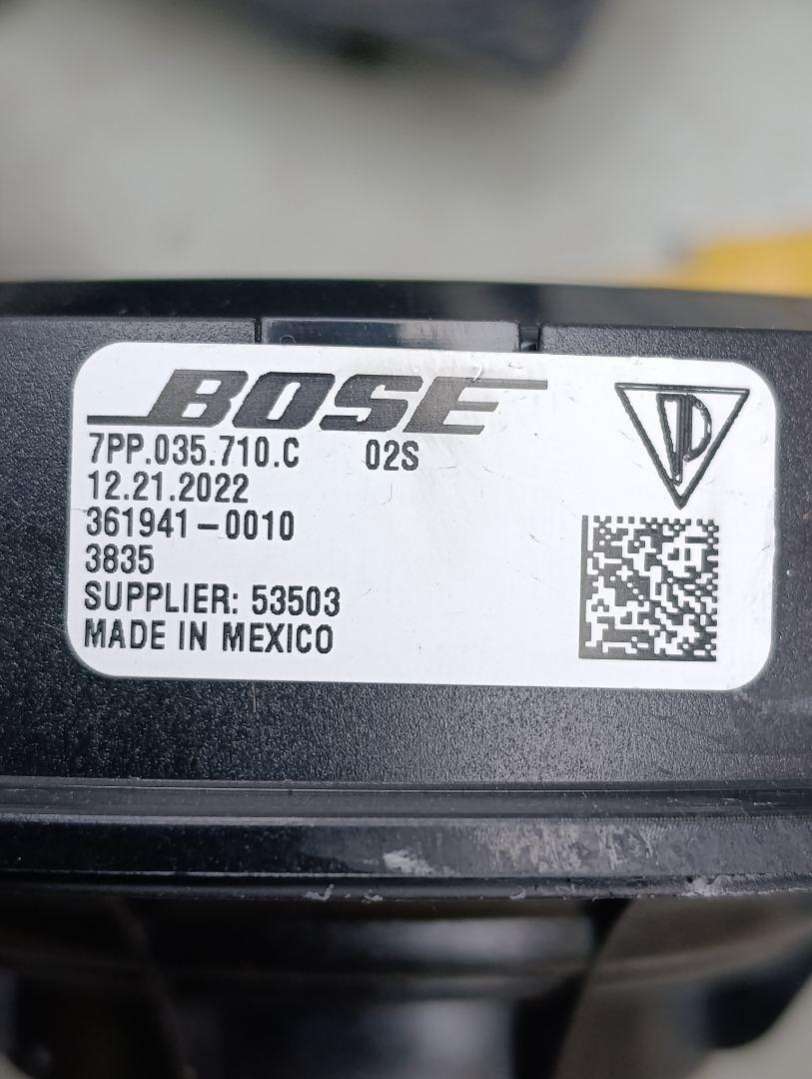 BOSE
7PP.035.710.C 02S
12.21.2022
361941-0010
3835
SUPPLIER: 53503
MADE IN MEXICO